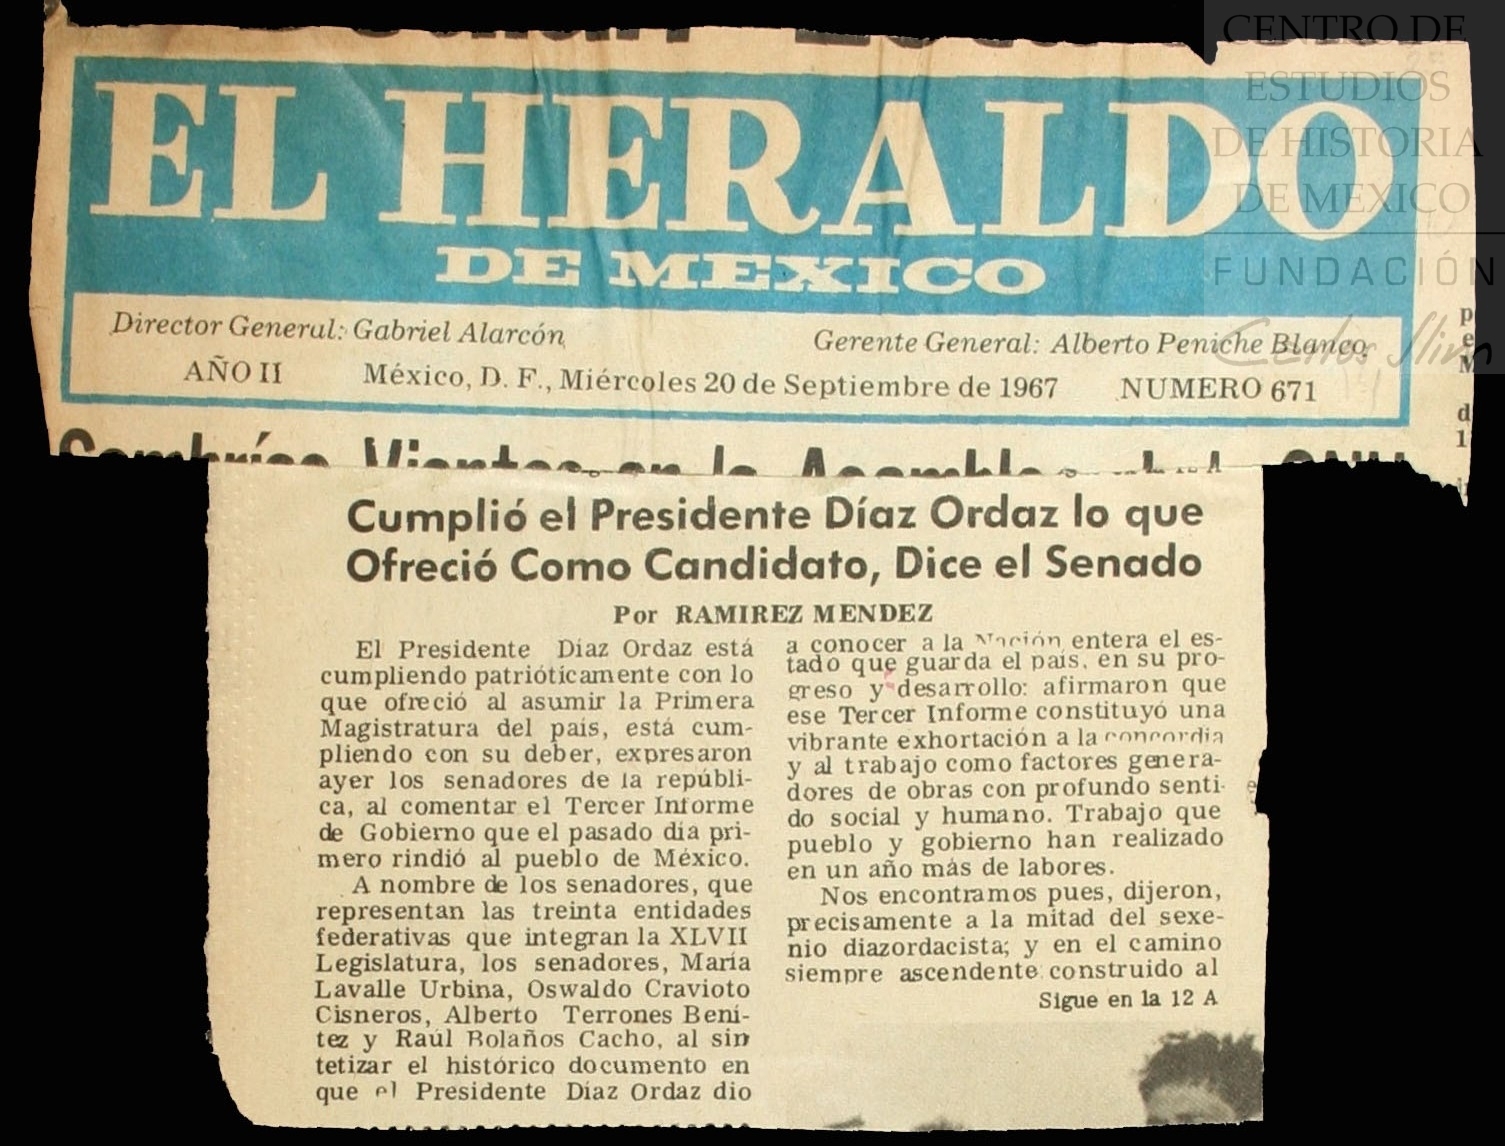 CENTRO DE
ESTUDIOS
DE HISTORIA
DE MEXICO
FUNDACIÓN
Carlos Slim
EL HERALDO
DE MEXICO
Director General: Gabriel Alarcón
Gerente General: Alberto Peniche Blanco
AÑO II
México, D. F., Miércoles 20 de Septiembre de 1967
NUMERO 671
Cumplió el Presidente Díaz Ordaz lo que
Ofreció Como Candidato, Dice el Senado
Por RAMIREZ MENDEZ
El Presidente Díaz Ordaz está
cumpliendo patrióticamente con lo
que ofreció al asumir la Primera
Magistratura del país, está cum-
pliendo con su deber, expresaron
ayer los senadores de la repúbli-
ca, al comentar el Tercer Informe
de Gobierno que el pasado día pri-
mero rindió al pueblo de México.
A nombre de los senadores, que
representan las treinta entidades
federativas que integran la XLVII
Legislatura, los senadores, María
Lavalle Urbina, Oswaldo Cravioto
Cisneros, Alberto Terrones Bení-
tez y Raúl Bolaños Cacho, al sin
tetizar el histórico documento en
que el Presidente Díaz Ordaz dio
a conocer a la Nación entera el es-
tado que guarda el país, en su pro-
greso y desarrollo: afirmaron que
ese Tercer Informe constituyó una
vibrante exhortación a la concordia
y al trabajo como factores genera-
dores de obras con profundo senti-
do social y humano. Trabajo que
pueblo y gobierno han realizado
en un año más de labores.
Nos encontramos pues, dijeron,
precisamente a la mitad del sexe-
nio diazordacista; y en el camino
siempre ascendente construido al
Sigue en la 12 A